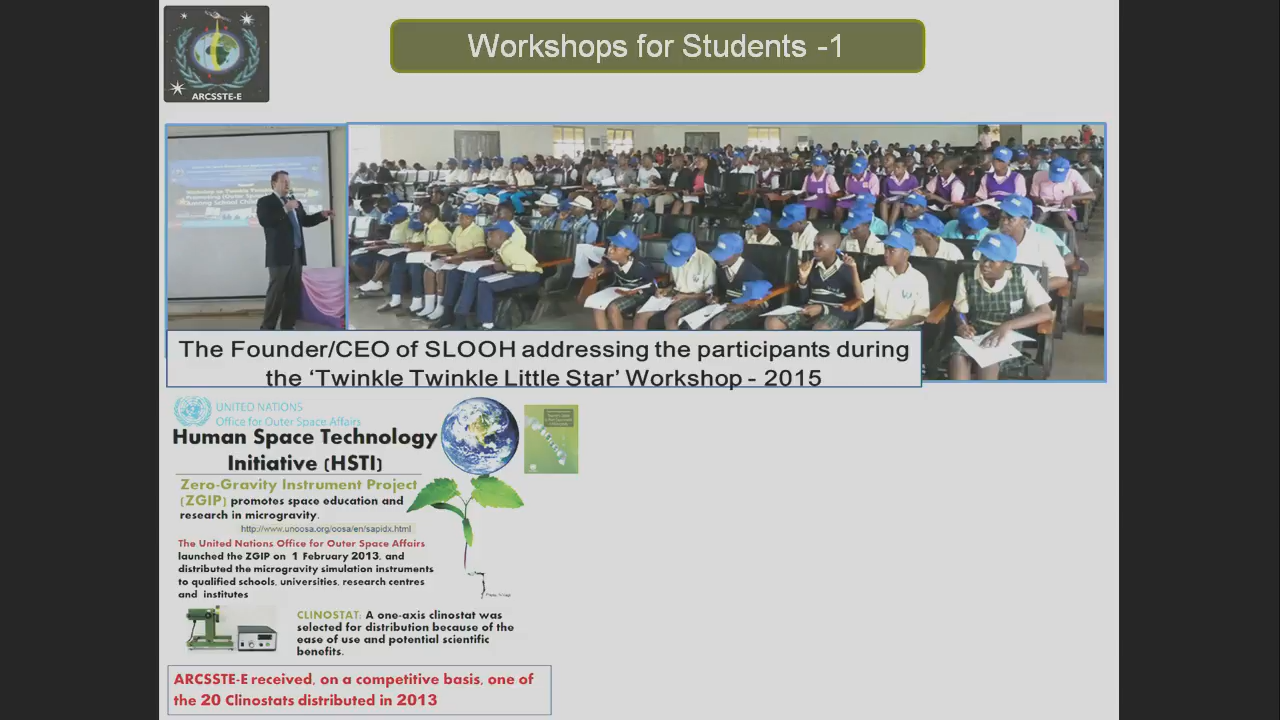 ARCSSTE-E
Workshops for Students -1
The Founder/CEO of SLOOH addressing the participants during
the ‘Twinkle Twinkle Little Star’ Workshop - 2015
UNITED NATIONS
Office for Outer Space Affairs
Human Space Technology
Initiative (HSTI)
Zero-Gravity Instrument Project
(ZGIP) promotes space education and
research in microgravity.
http://www.unoosa.org/oosa/en/sapidx.html
The United Nations Office for Outer Space Affairs
launched the ZGIP on 1 February 2013, and
distributed the microgravity simulation instruments
to qualified schools, universities, research centres
and institutes
CLINOSTAT: A one-axis clinostat was
selected for distribution because of the
ease of use and potential scientific
benefits.
ARCSSTE-E received, on a competitive basis, one of
the 20 Clinostats distributed in 2013